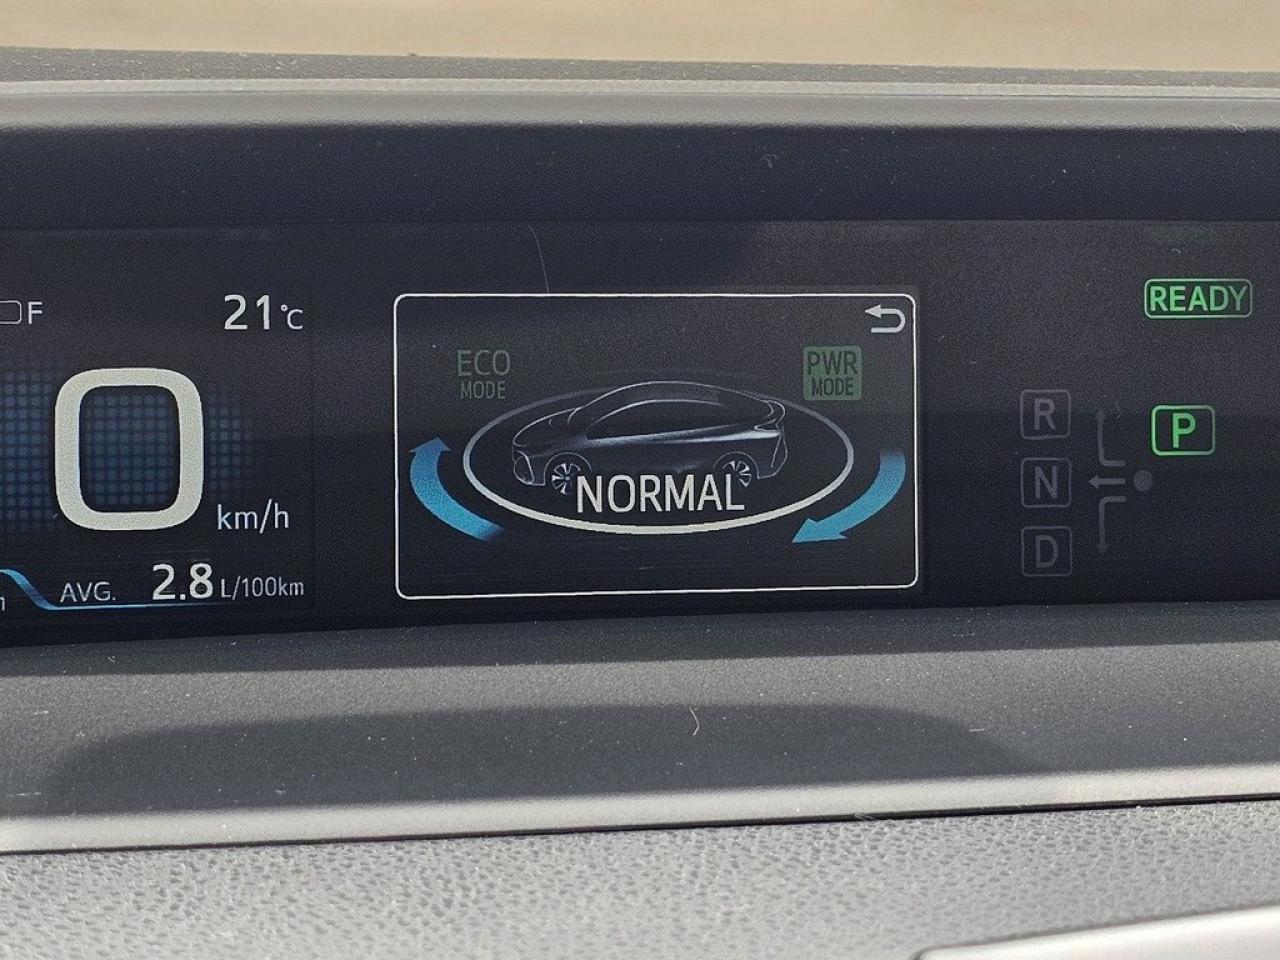 F
21°C
0
km/h
AVG. 2.8 L/100km
ECO
MODE
PWR
MODE
NORMAL
READY
R
P
N
D